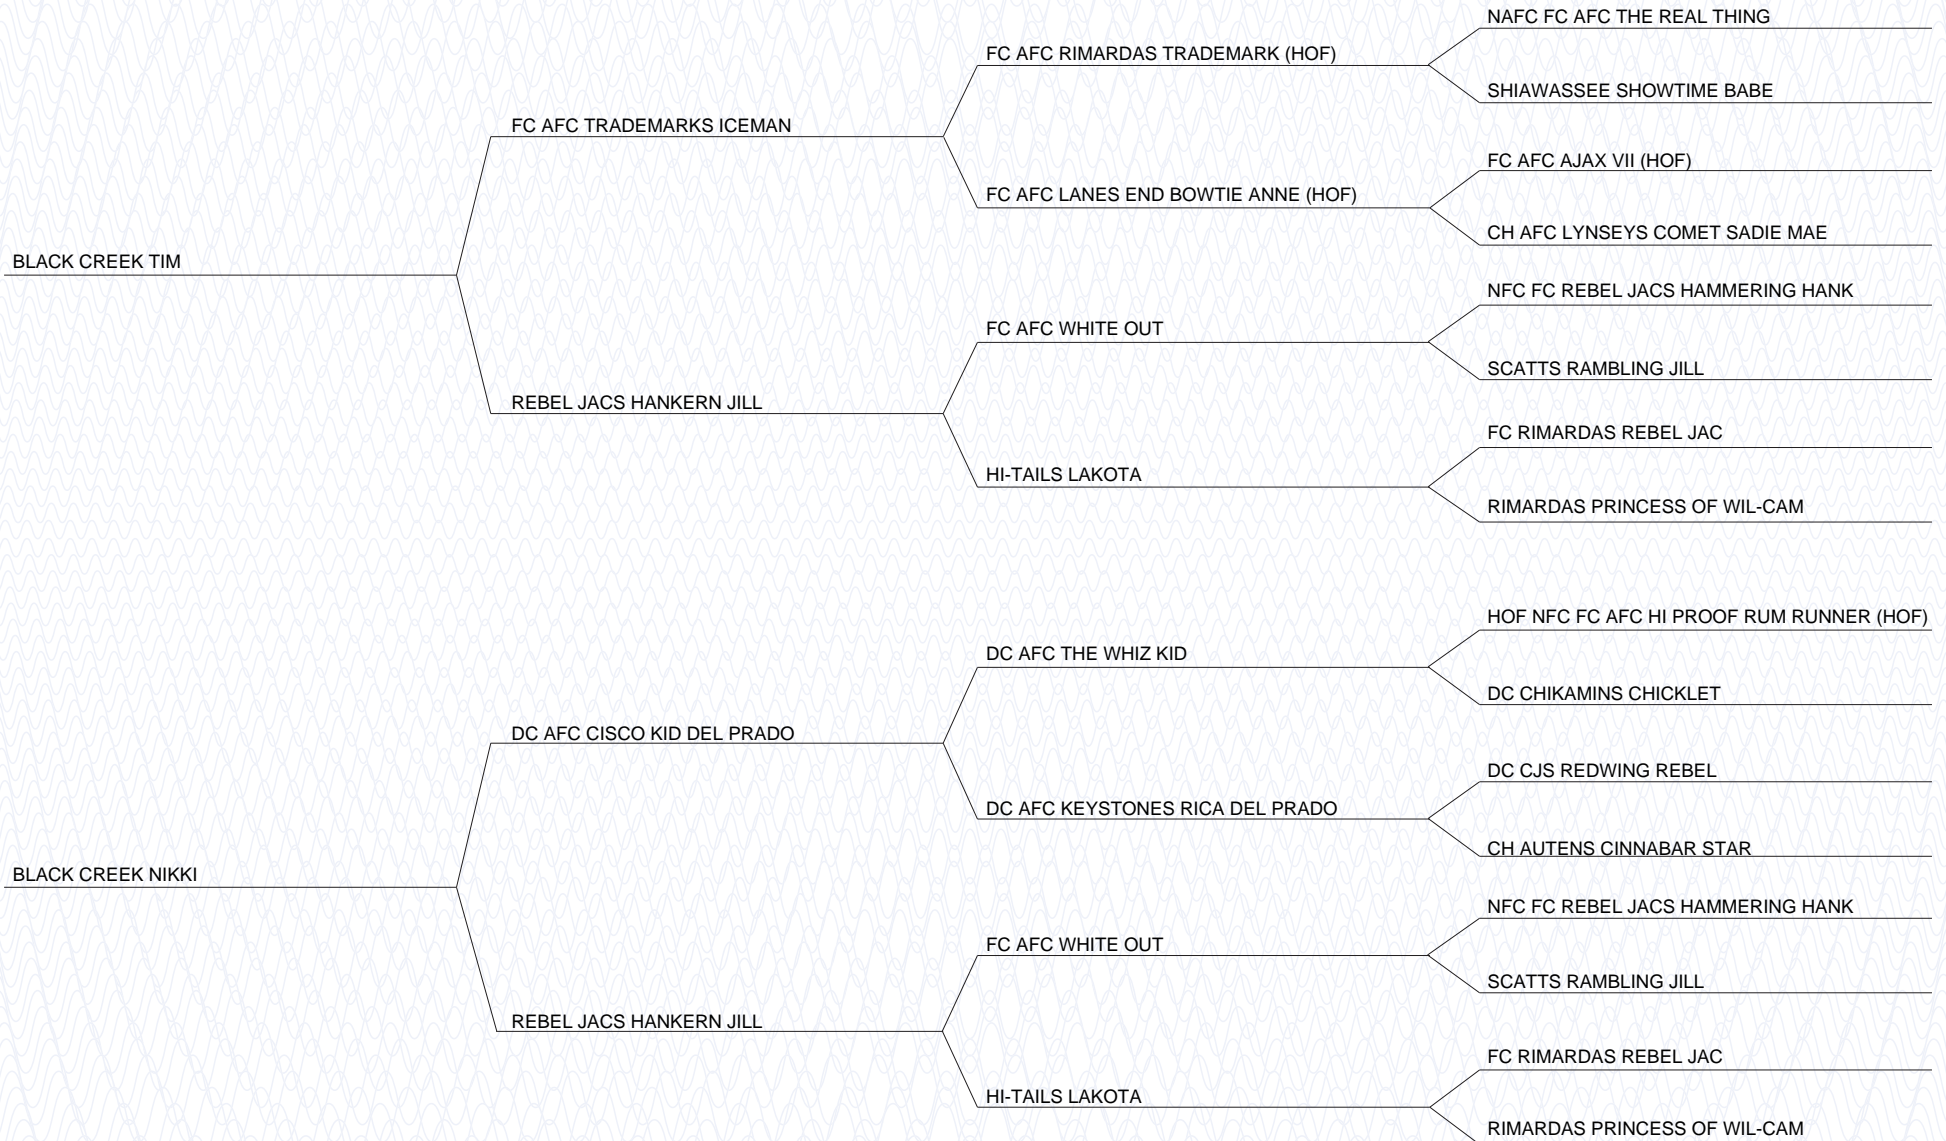 NAFC FC AFC THE REAL THING
FC AFC RIMARDAS TRADEMARK (HOF)
SHIAWASSEE SHOWTIME BABE
FC AFC TRADEMARKS ICEMAN
FC AFC AJAX VII (HOF)
FC AFC LANES END BOWTIE ANNE (HOF)
CH AFC LYNSEYS COMET SADIE MAE
BLACK CREEK TIM
NFC FC REBEL JACS HAMMERING HANK
FC AFC WHITE OUT
SCATTS RAMBLING JILL
REBEL JACS HANKERN JILL
FC RIMARDAS REBEL JAC
HI-TAILS LAKOTA
RIMARDAS PRINCESS OF WIL-CAM
HOF NFC FC AFC HI PROOF RUM RUNNER (HOF)
DC AFC THE WHIZ KID
DC CHIKAMINS CHICKLET
DC AFC CISCO KID DEL PRADO
DC CJS REDWING REBEL
DC AFC KEYSTONES RICA DEL PRADO
CH AUTENS CINNABAR STAR
BLACK CREEK NIKKI
NFC FC REBEL JACS HAMMERING HANK
FC AFC WHITE OUT
SCATTS RAMBLING JILL
REBEL JACS HANKERN JILL
FC RIMARDAS REBEL JAC
HI-TAILS LAKOTA
RIMARDAS PRINCESS OF WIL-CAM